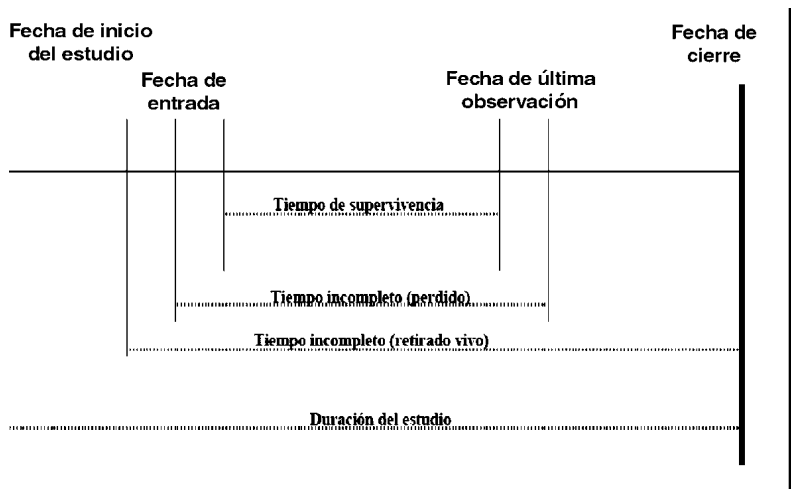 Fecha de inicio
del estudio
Fecha de
entrada
Fecha de última
observación
Fecha de
cierre
Tiempo de supervivencia
Tiempo incompleto (perdido)
Tiempo incompleto (retirado vivo)
Duración del estudio